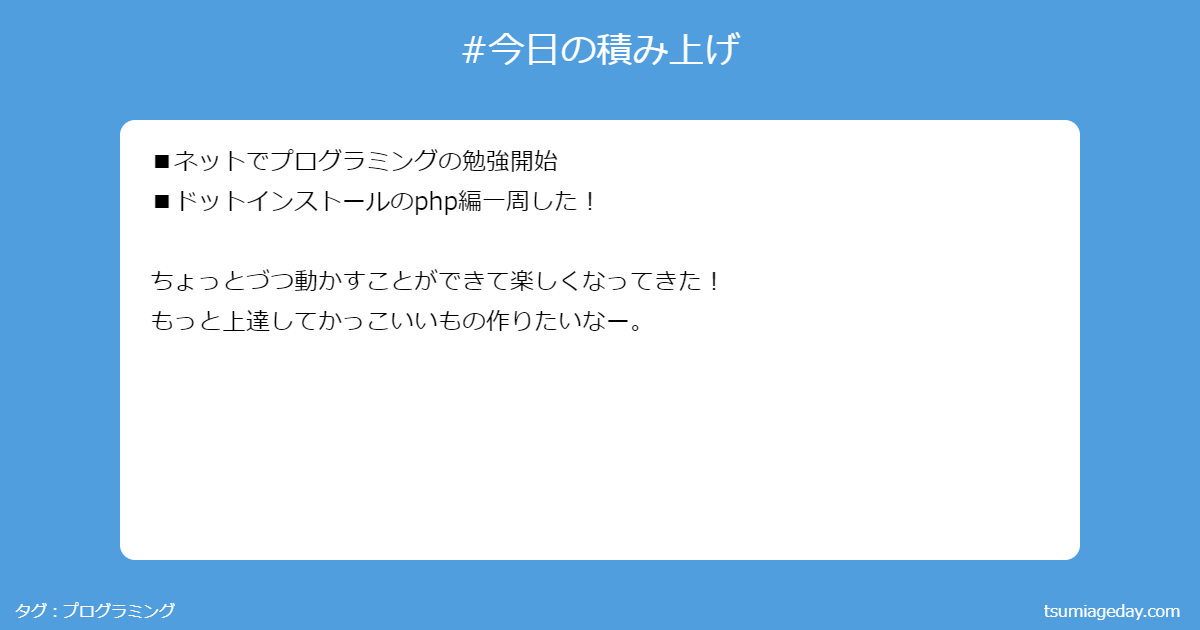 #今日の積み上げ
■ネットでプログラミングの勉強開始
■ドットインストールのphp編一周した！
ちょっとづつ動かすことができて楽しくなってきた！
もっと上達してかっこいいもの作りたいなー。
タグ：プログラミング
tsumiageday.com